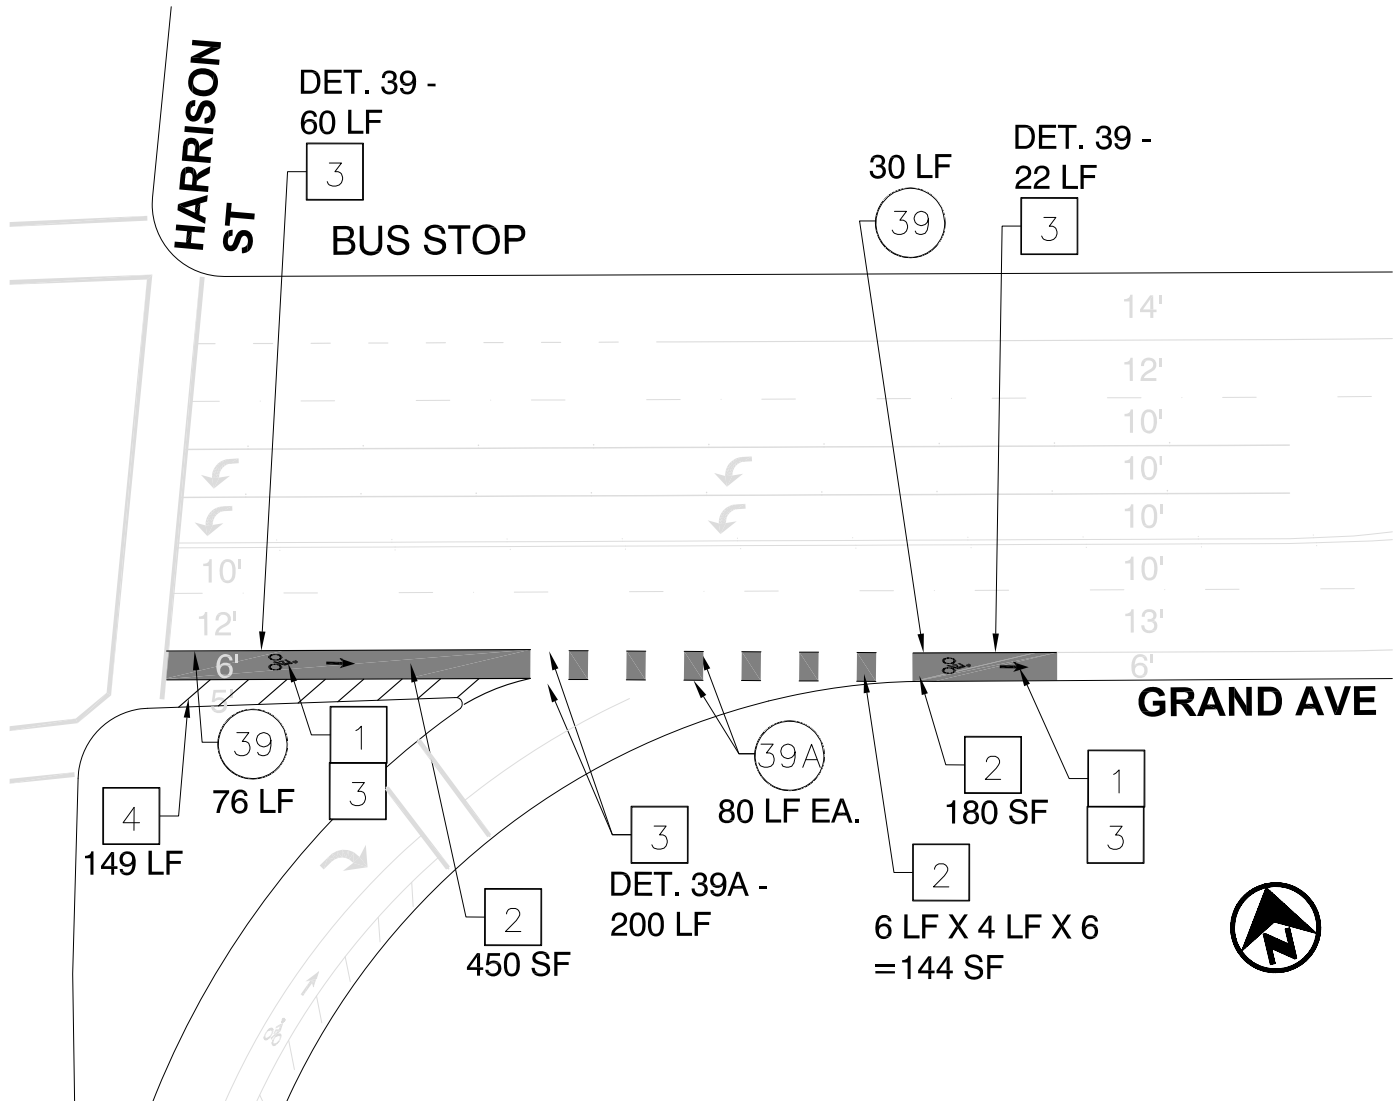 HARRISON
ST
DET. 39 -
60 LF
3
BUS STOP
30 LF
39
DET. 39 -
22 LF
3
14'
12'
10'
10'
10'
10'
13'
6'
10'
12'
6'
5'
GRAND AVE
39
76 LF
1
3
4
149 LF
2
450 SF
3
DET. 39A -
200 LF
39A
80 LF EA.
2
180 SF
1
3
2
6 LF X 4 LF X 6
=144 SF
N